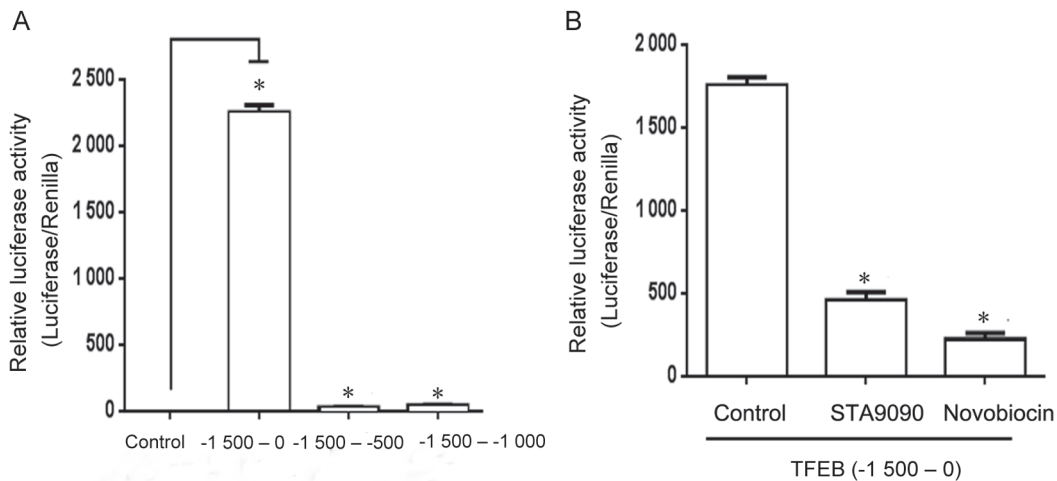 A
Relative luciferase activity
(Luciferase/Renilla)
2 500
2 000
1 500
1 000
500
0
*
*
*
Control
-1 500 – 0
-1 500 – -500
-1 500 – -1 000
B
Relative luciferase activity
(Luciferase/Renilla)
2 000
1 500
1 000
500
0
*
*
Control
STA9090
Novobiocin
TFEB (-1 500 – 0)